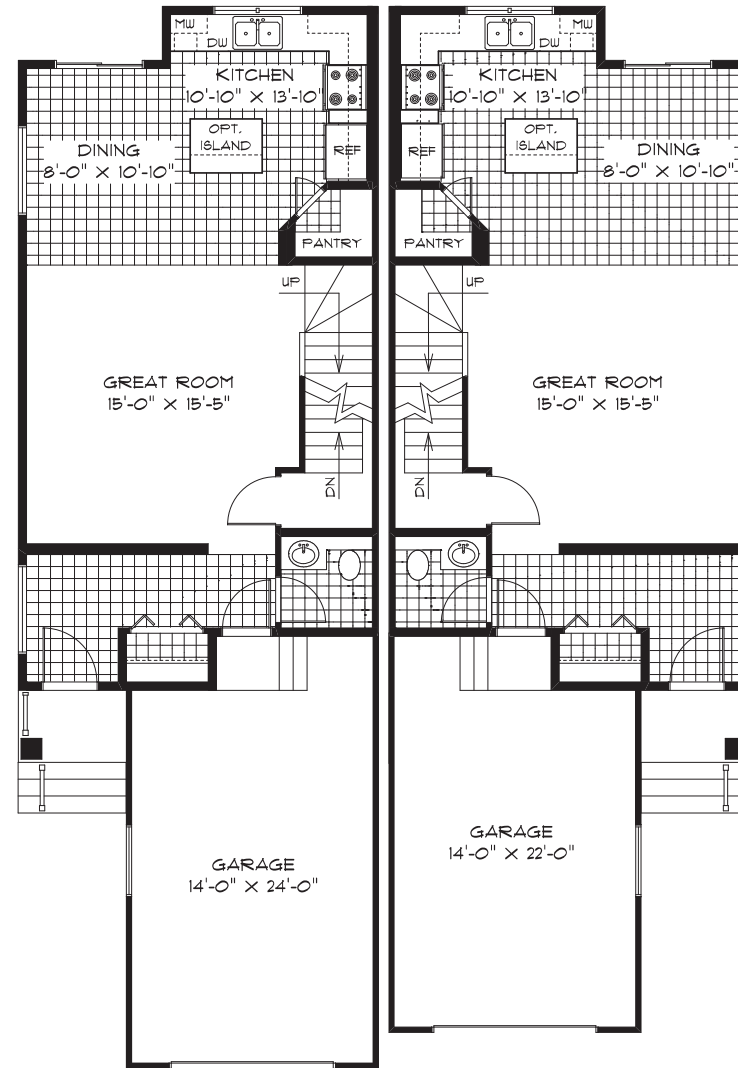 MW
DW
KITCHEN
10'-10" X 13'-10"
OPT.
ISLAND
REF
DINING
8'-0" X 10'-10"
PANTRY
UP
GREAT ROOM
15'-0" X 15'-5"
DN
GARAGE
14'-0" X 24'-0"
MW
DW
KITCHEN
10'-10" X 13'-10"
OPT.
ISLAND
REF
DINING
8'-0" X 10'-10"
PANTRY
UP
GREAT ROOM
15'-0" X 15'-5"
DN
GARAGE
14'-0" X 22'-0"